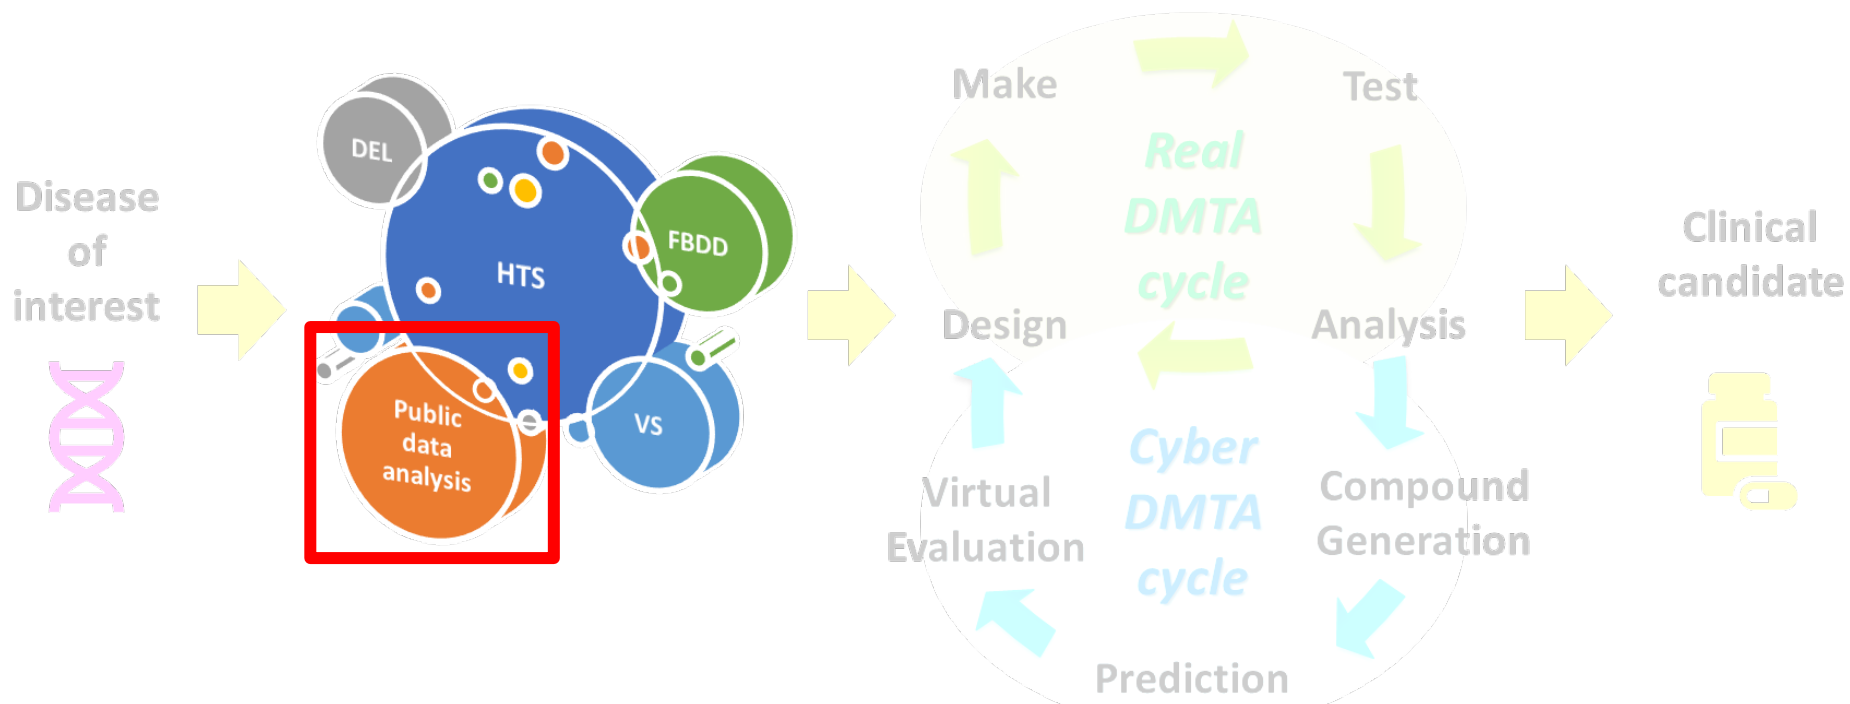 Disease
of
interest
DEL
HTS
FBDD
Public
data
analysis
VS
Make
Test
Real
DMTA
cycle
Design
Analysis
Cyber
DMTA
cycle
Virtual
Evaluation
Compound
Generation
Prediction
Clinical
candidate